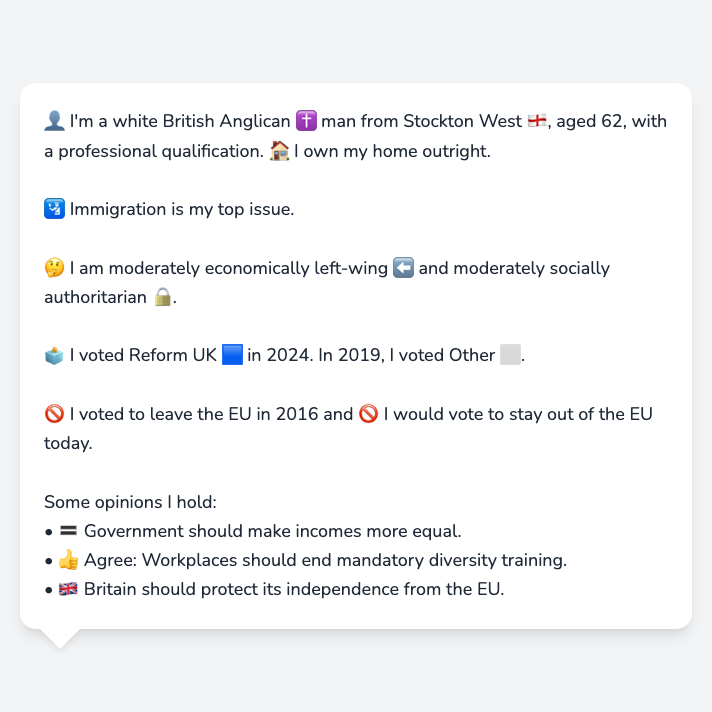 👤 I'm a white British Anglican ✝️ man from Stockton West 🏴󠁧󠁢󠁥󠁮󠁧󠁿, aged 62, with
a professional qualification. 🏠 I own my home outright.
🛂 Immigration is my top issue.
🤔 I am moderately economically left-wing ⬅️ and moderately socially
authoritarian 🔒.
🗳️ I voted Reform UK 🟦 in 2024. In 2019, I voted Other ⬜.
🚫 I voted to leave the EU in 2016 and 🚫 I would vote to stay out of the EU
today.
Some opinions I hold:
• 🟰 Government should make incomes more equal.
• 👍 Agree: Workplaces should end mandatory diversity training.
• 🇬🇧 Britain should protect its independence from the EU.